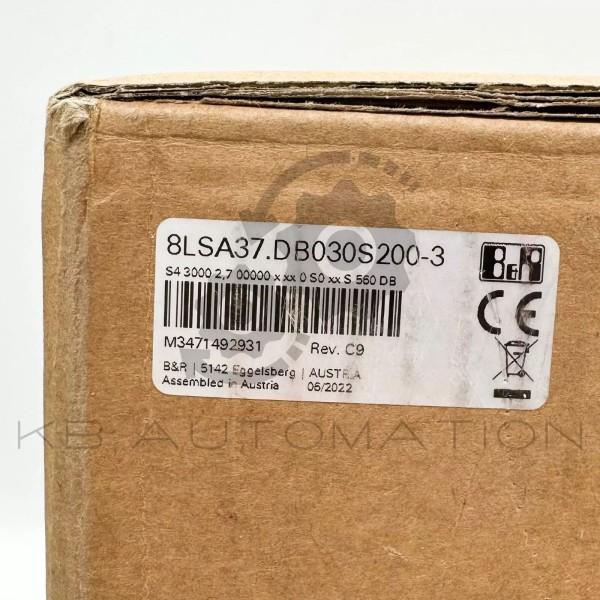 8LSA37.DB030S200-3
B&R
S4 3000 2,7 00000 x xx 0 S0 xx S 560 DB
CE
M3471492931 Rev. C9
B&R | 5142 Eggelsberg | AUSTRIA
Assembled in Austria 06/2022
KB AUTOMATION